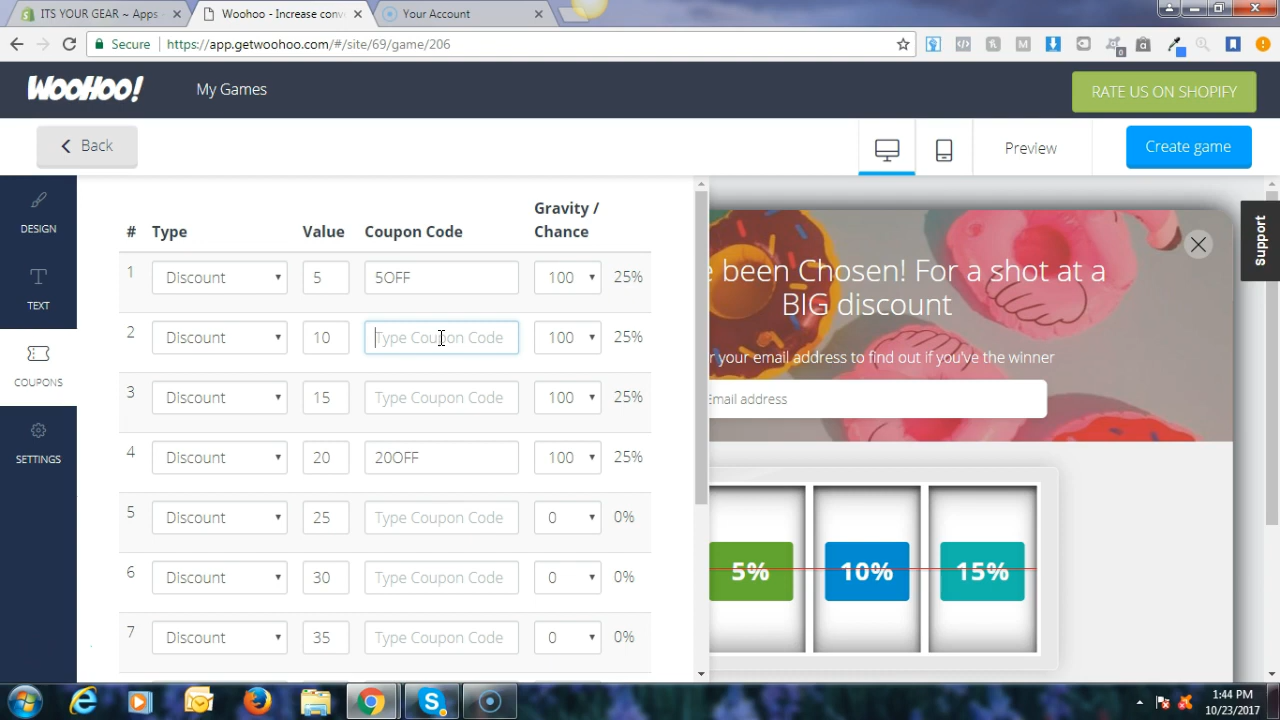 ITS YOUR GEAR ~ Apps
Woohoo - Increase conv
Your Account
Secure https://app.getwoohoo.com/#/site/69/game/206
WooHoo!
My Games
RATE US ON SHOPIFY
Back
Preview
Create game
DESIGN
TEXT
COUPONS
SETTINGS
# Type Value Coupon Code Gravity /
Chance
1 Discount 5 5OFF 100 25%
2 Discount 10 Type Coupon Code 100 25%
3 Discount 15 Type Coupon Code 100 25%
4 Discount 20 20OFF 100 25%
5 Discount 25 Type Coupon Code 0 0%
6 Discount 30 Type Coupon Code 0 0%
7 Discount 35 Type Coupon Code 0 0%
been Chosen! For a shot at a
BIG discount
your email address to find out if you've the winner
Email address
5% 10% 15%
Support
1:44 PM
10/23/2017